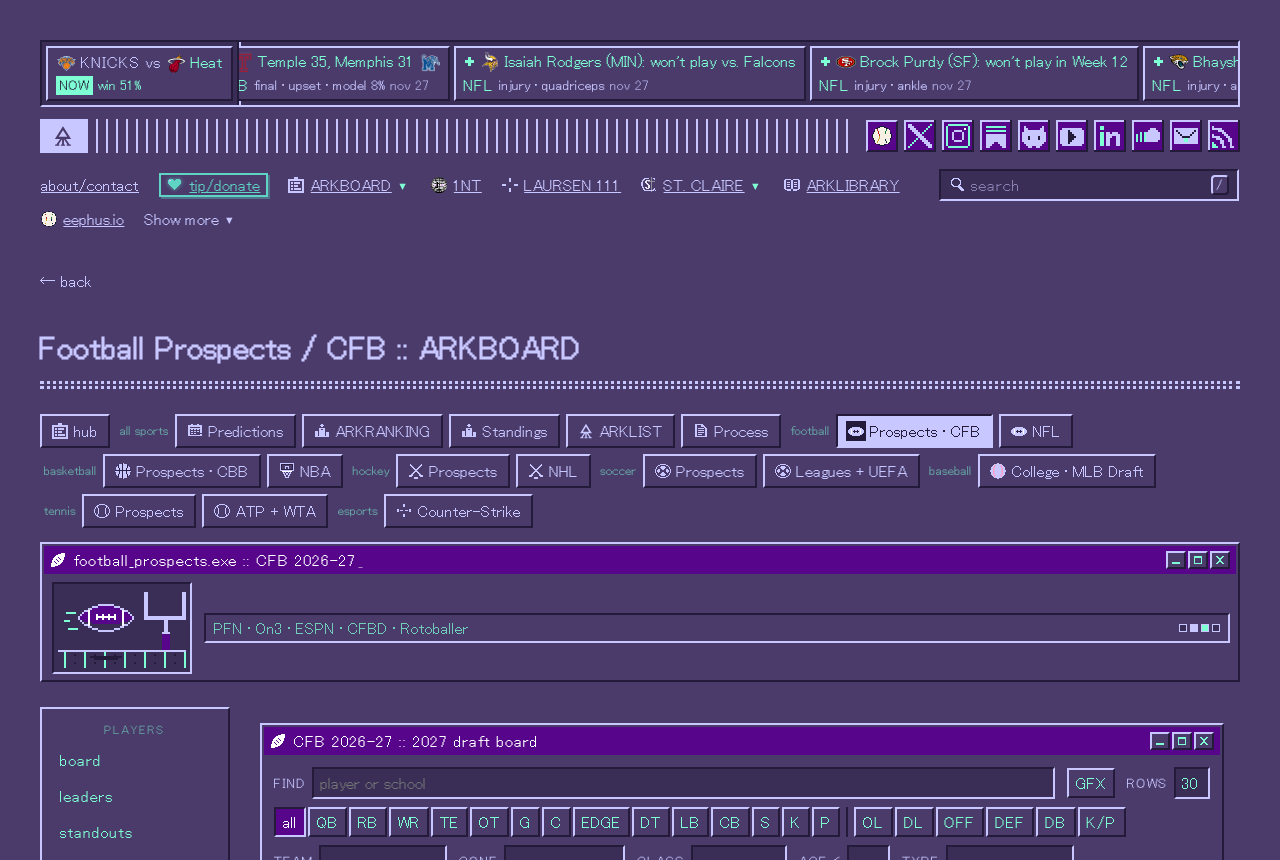 KNICKS vs Heat
NOW win 51%
Temple 35, Memphis 31
final · upset · model 8% nov 27
Isaiah Rodgers (MIN): won't play vs. Falcons
NFL injury · quadriceps nov 27
Brock Purdy (SF): won't play in Week 12
NFL injury · ankle nov 27
NFL injury ·
about/contact tip/donate ARKBOARD ▼ 1NT LAURSEN 111 ST. CLAIRE ▼ ARKLIBRARY search /
eephus.io Show more ▼
← back
Football Prospects / CFB :: ARKBOARD
hub all sports Predictions ARKRANKING Standings ARKLIST Process football Prospects · CFB NFL
basketball Prospects · CBB NBA hockey Prospects NHL soccer Prospects Leagues + UEFA baseball College · MLB Draft
tennis Prospects ATP + WTA esports Counter-Strike
football_prospects.exe :: CFB 2026-27_
PFN · On3 · ESPN · CFBD · Rotoballer
PLAYERS
board
leaders
standouts
CFB 2026-27 :: 2027 draft board
FIND player or school GFX ROWS 30
all QB RB WR TE OT G C EDGE DT LB CB S K P OL DL OFF DEF DB K/P
TEAM CONF CLASS AGE ≤ TYPE